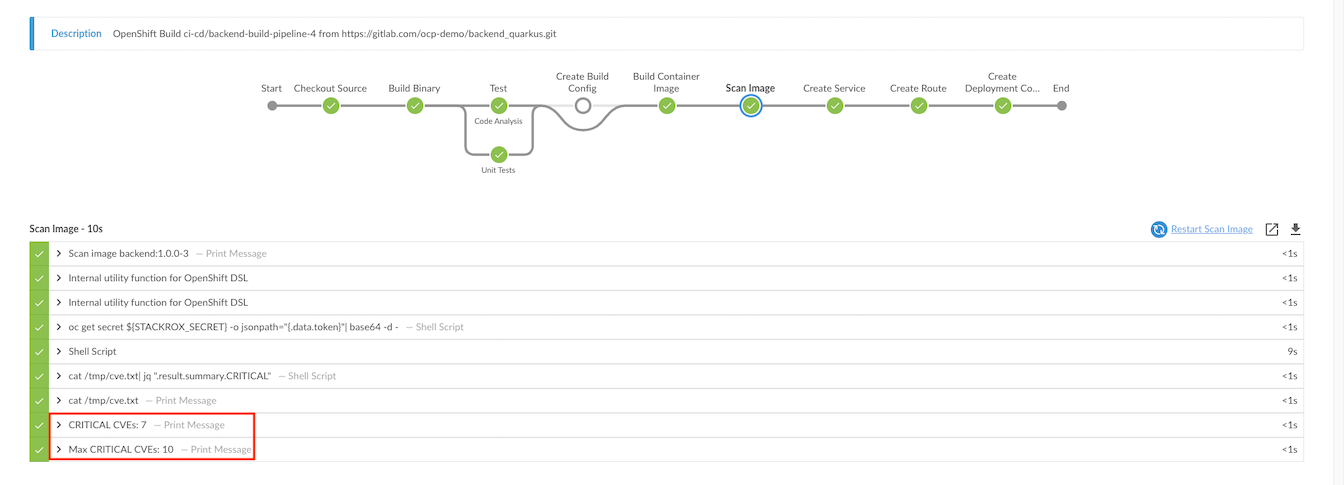 Description OpenShift Build ci-cd/backend-build-pipeline-4 from https://gitlab.com/ocp-demo/backend_quarkus.git
Start
Checkout Source
Build Binary
Test
Create Build
Config
Build Container
Image
Scan Image
Create Service
Create Route
Create
Deployment Co...
End
Code Analysis
Unit Tests
Scan Image - 10s
Restart Scan Image
Scan image backend:1.0.0-3 — Print Message <1s
Internal utility function for OpenShift DSL <1s
Internal utility function for OpenShift DSL <1s
oc get secret ${STACKROX_SECRET} -o jsonpath="{.data.token}"| base64 -d - — Shell Script <1s
Shell Script 9s
cat /tmp/cve.txt| jq ".result.summary.CRITICAL" — Shell Script <1s
cat /tmp/cve.txt — Print Message <1s
CRITICAL CVEs: 7 — Print Message <1s
Max CRITICAL CVEs: 10 — Print Message <1s